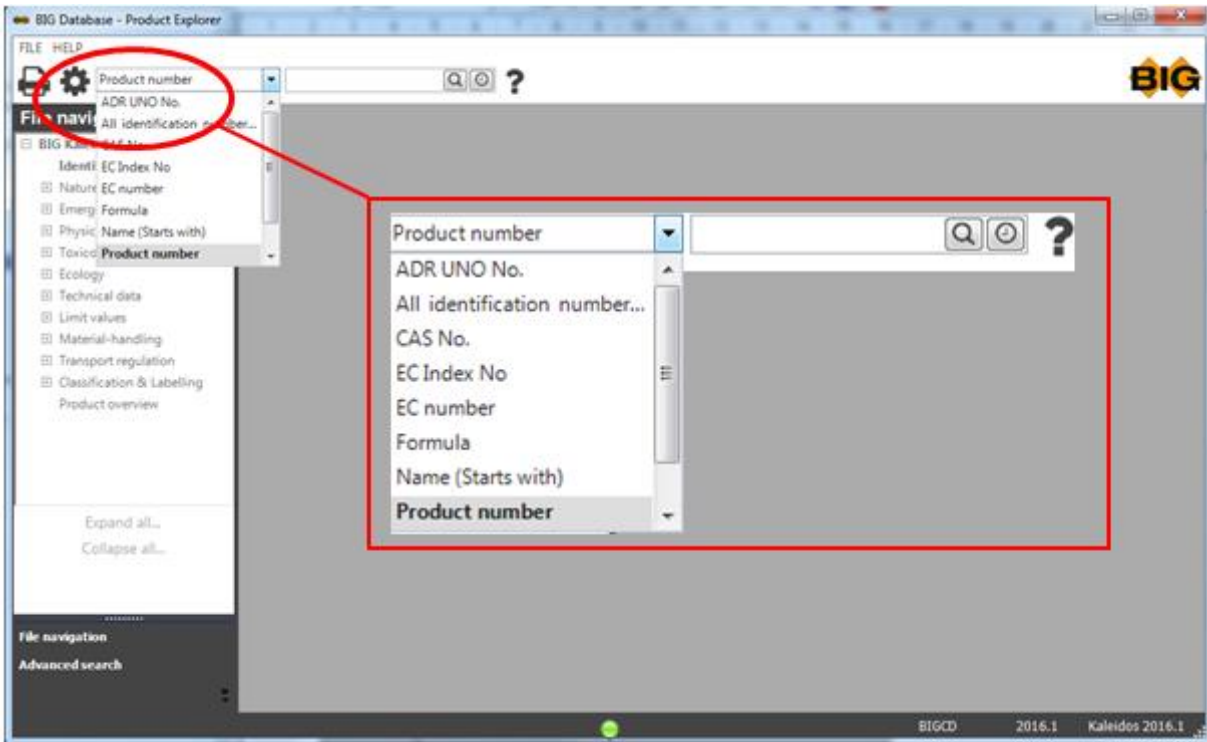 BIG Database - Product Explorer
FILE HELP
Product number
BIG
ADR UNO No.
All identification number...
File navi
BIG
EC Index No
Identi
EC number
Nature
Formula
Emerg
Name (Starts with)
Physic
Product number
Toxico
Ecology
Technical data
Limit values
Material-handling
Transport regulation
Classification & Labelling
Product overview
Expand all...
Collapse all...
File navigation
Advanced search
Product number
?
ADR UNO No.
All identification number...
CAS No.
EC Index No
EC number
Formula
Name (Starts with)
Product number
BIGCD 2016.1 Kaleidos 2016.1